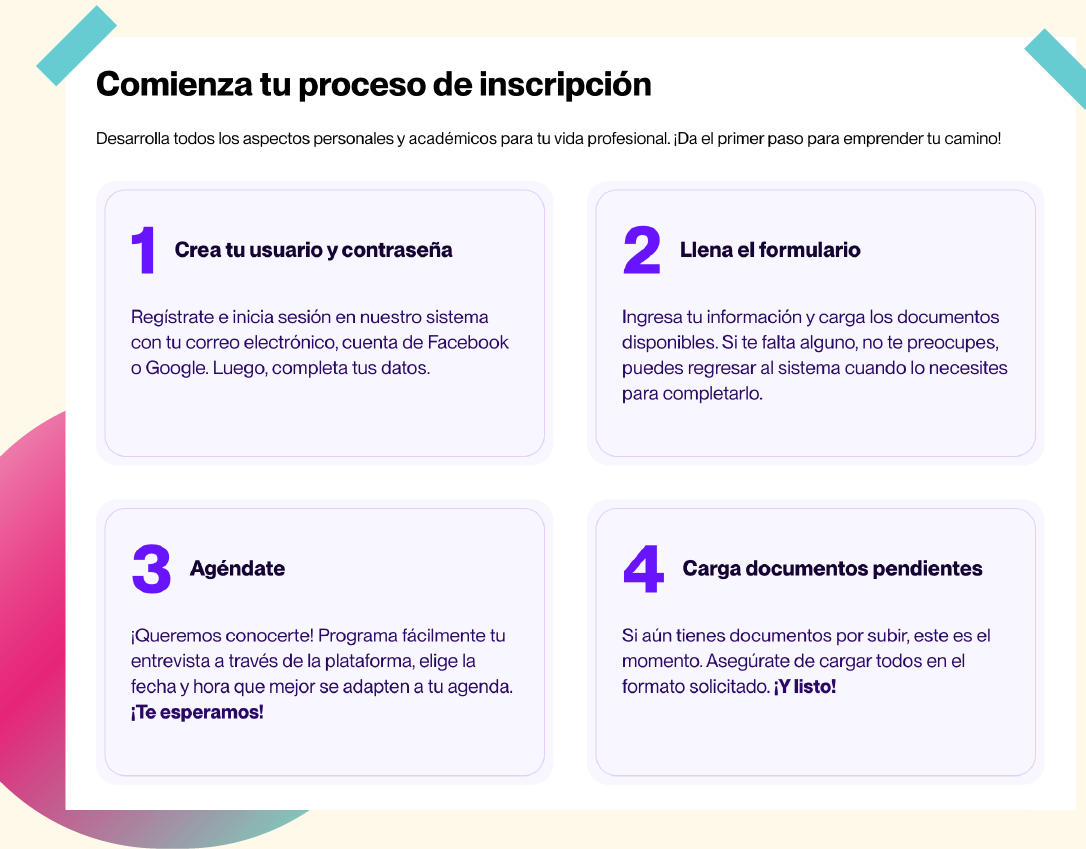 Comienza tu proceso de inscripción
Desarrolla todos los aspectos personales y académicos para tu vida profesional. ¡Da el primer paso para emprender tu camino!
1 Crea tu usuario y contraseña
Regístrate e inicia sesión en nuestro sistema
con tu correo electrónico, cuenta de Facebook
o Google. Luego, completa tus datos.
2 Llena el formulario
Ingresa tu información y carga los documentos
disponibles. Si te falta alguno, no te preocupes,
puedes regresar al sistema cuando lo necesites
para completarlo.
3 Agéndate
¡Queremos conocerte! Programa fácilmente tu
entrevista a través de la plataforma, elige la
fecha y hora que mejor se adapten a tu agenda.
¡Te esperamos!
4 Carga documentos pendientes
Si aún tienes documentos por subir, este es el
momento. Asegúrate de cargar todos en el
formato solicitado. ¡Y listo!